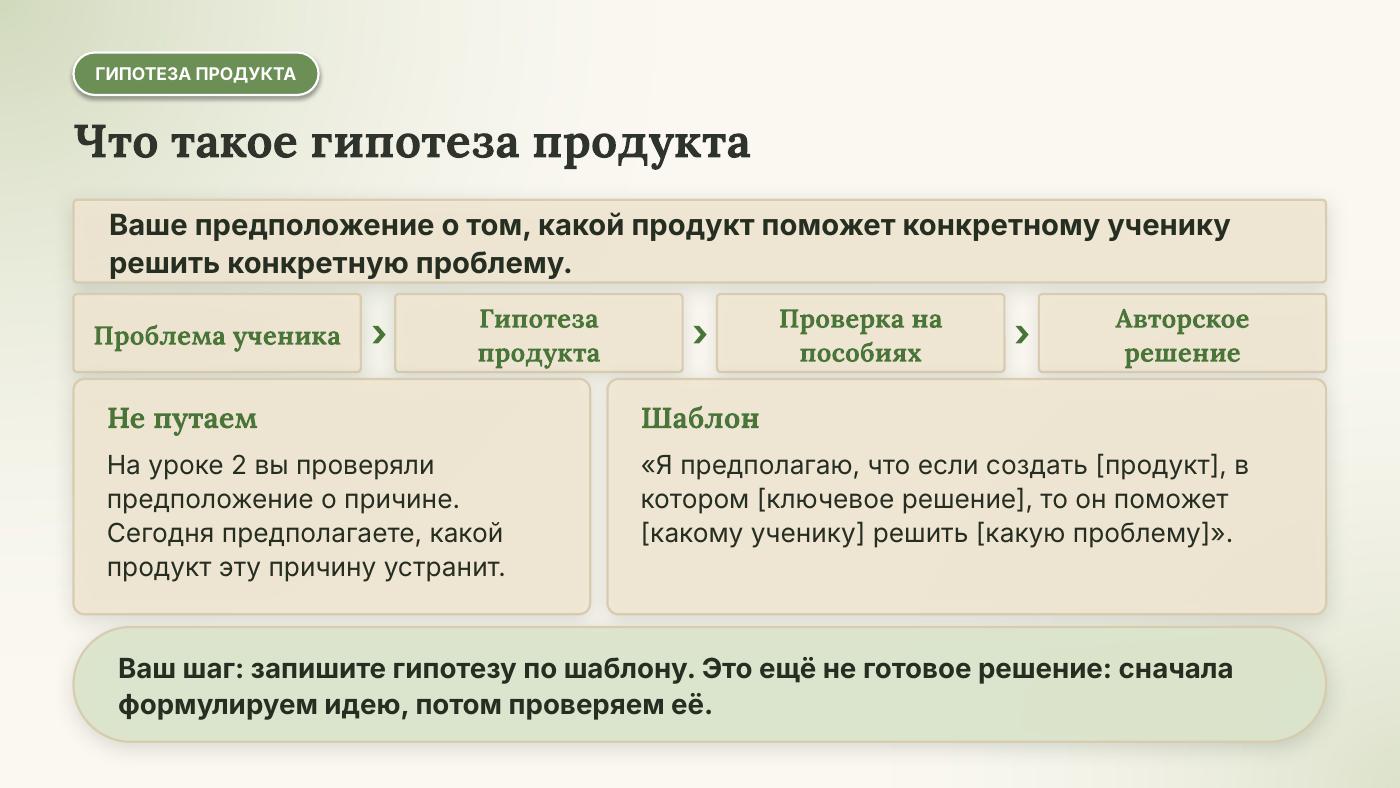 ГИПОТЕЗА ПРОДУКТА
Что такое гипотеза продукта
Ваше предположение о том, какой продукт поможет конкретному ученику
решить конкретную проблему.
Проблема ученика
›
Гипотеза
продукта
›
Проверка на
пособиях
›
Авторское
решение
Не путаем
На уроке 2 вы проверяли
предположение о причине.
Сегодня предполагаете, какой
продукт эту причину устранит.
Шаблон
«Я предполагаю, что если создать [продукт], в
котором [ключевое решение], то он поможет
[какому ученику] решить [какую проблему]».
Ваш шаг: запишите гипотезу по шаблону. Это ещё не готовое решение: сначала
формулируем идею, потом проверяем её.